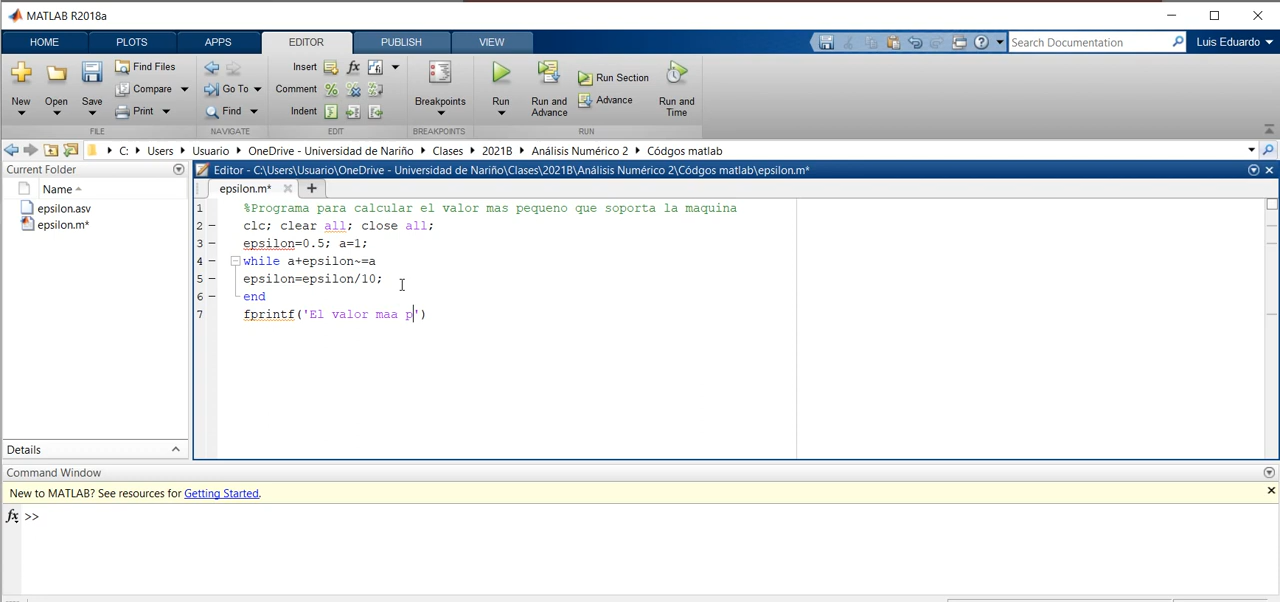 MATLAB R2018a
HOME PLOTS APPS EDITOR PUBLISH VIEW Search Documentation Luis Eduardo
New Open Save Find Files Compare Print Go To Find Insert Comment Indent Breakpoints Run Run and Advance Run Section Advance Run and Time
FILE NAVIGATE EDIT BREAKPOINTS RUN
C: Users Usuario OneDrive - Universidad de Nariño Clases 2021B Análisis Numérico 2 Códgos matlab
Current Folder
Editor - C:\Users\Usuario\OneDrive - Universidad de Nariño\Clases\2021B\Análisis Numérico 2\Códgos matlab\epsilon.m*
Name
epsilon.asv
epsilon.m*
epsilon.m*
1 %Programa para calcular el valor mas pequeno que soporta la maquina
2 – clc; clear all; close all;
3 – epsilon=0.5; a=1;
4 – while a+epsilon~=a
5 – epsilon=epsilon/10;
6 – end
7 fprintf('El valor maa p')
Details
Command Window
New to MATLAB? See resources for Getting Started.
fx >>